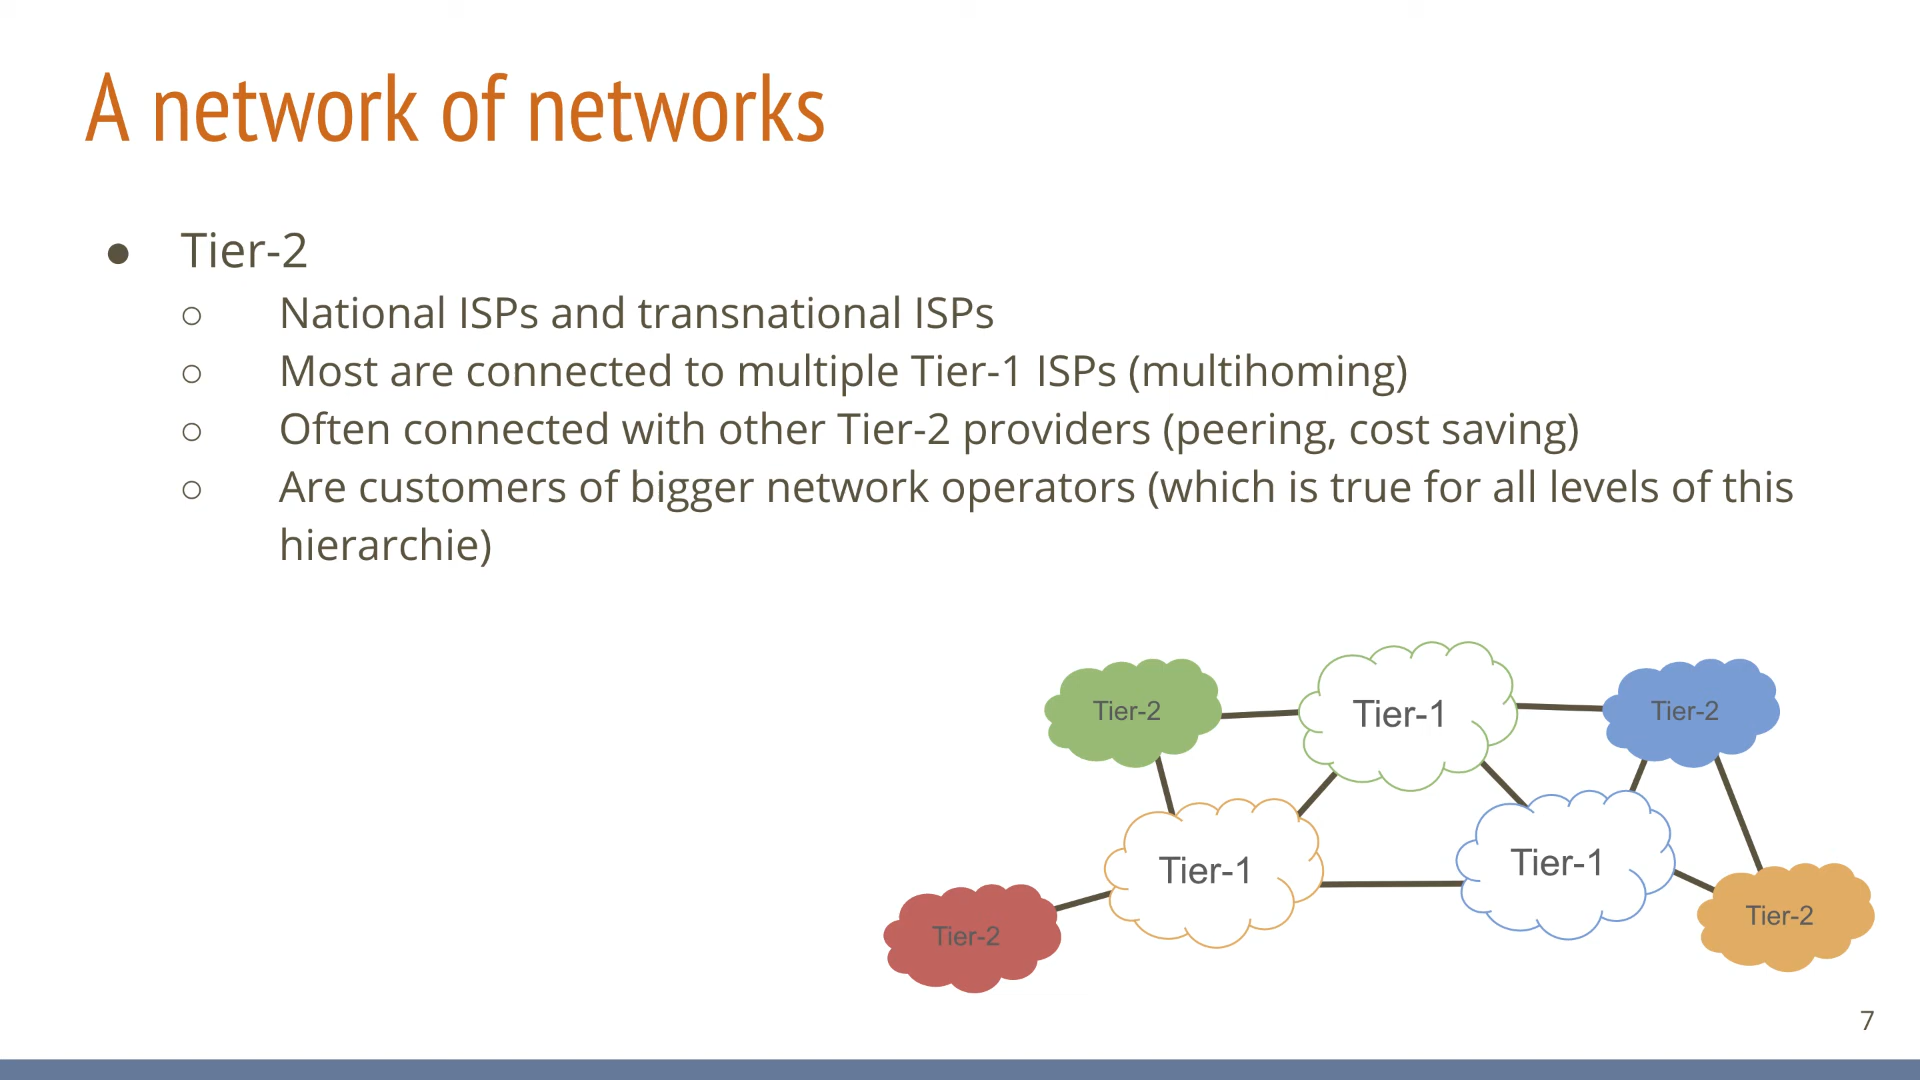 A network of networks
● Tier-2
○ National ISPs and transnational ISPs
○ Most are connected to multiple Tier-1 ISPs (multihoming)
○ Often connected with other Tier-2 providers (peering, cost saving)
○ Are customers of bigger network operators (which is true for all levels of this
hierarchie)
Tier-2
Tier-1
Tier-2
Tier-1
Tier-1
Tier-2
Tier-2
7